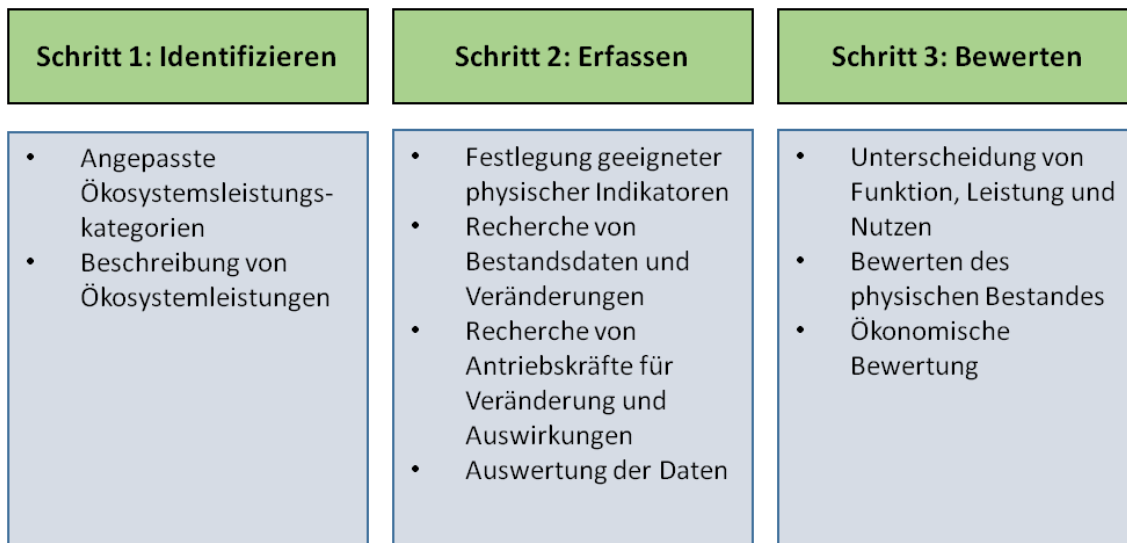 Schritt 1: Identifizieren
• Angepasste
Ökosystemsleistungs-
kategorien
• Beschreibung von
Ökosystemleistungen
Schritt 2: Erfassen
• Festlegung geeigneter
physischer Indikatoren
• Recherche von
Bestandsdaten und
Veränderungen
• Recherche von
Antriebskräfte für
Veränderung und
Auswirkungen
• Auswertung der Daten
Schritt 3: Bewerten
• Unterscheidung von
Funktion, Leistung und
Nutzen
• Bewerten des
physischen Bestandes
• Ökonomische
Bewertung